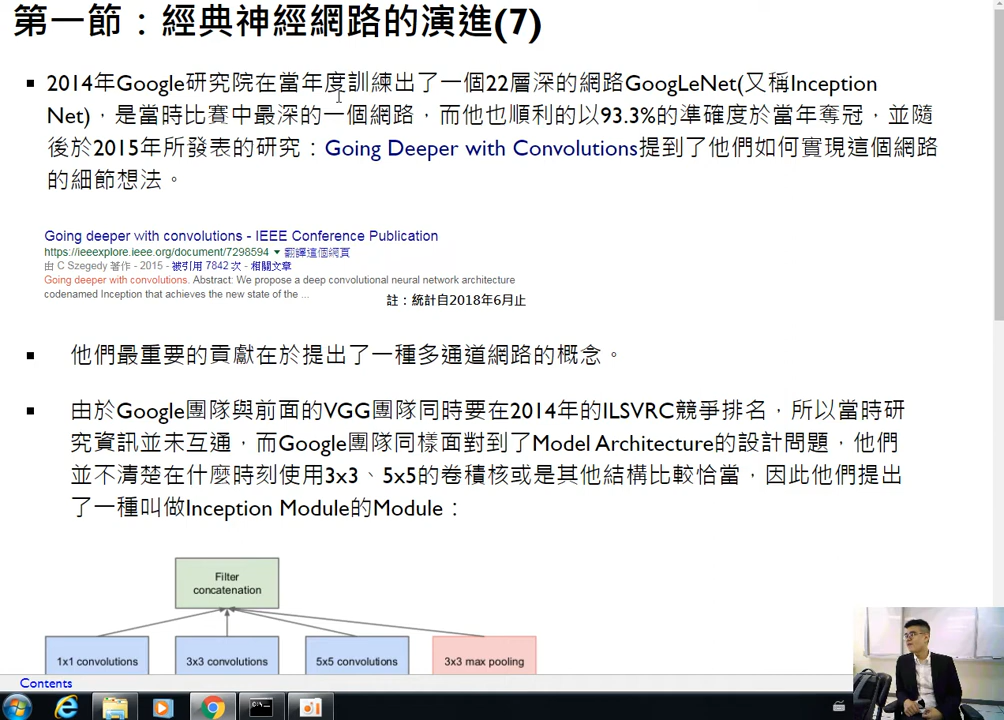 第一節：經典神經網路的演進(7)
2014年Google研究院在當年度訓練出了一個22層深的網路GoogLeNet(又稱Inception
Net)，是當時比賽中最深的一個網路，而他也順利的以93.3%的準確度於當年奪冠，並隨
後於2015年所發表的研究：Going Deeper with Convolutions提到了他們如何實現這個網路
的細節想法。
Going deeper with convolutions - IEEE Conference Publication
https://ieeexplore.ieee.org/document/7298594 ▼ 翻譯這個網頁
由 C Szegedy 著作 - 2015 - 被引用 7842 次 - 相關文章
Going deeper with convolutions. Abstract: We propose a deep convolutional neural network architecture
codenamed Inception that achieves the new state of the ...
註：統計自2018年6月止
他們最重要的貢獻在於提出了一種多通道網路的概念。
由於Google團隊與前面的VGG團隊同時要在2014年的ILSVRC競爭排名，所以當時研
究資訊並未互通，而Google團隊同樣面對到了Model Architecture的設計問題，他們
並不清楚在什麼時刻使用3x3、5x5的卷積核或是其他結構比較恰當，因此他們提出
了一種叫做Inception Module的Module：
Filter
concatenation
1x1 convolutions
3x3 convolutions
5x5 convolutions
3x3 max pooling
Contents